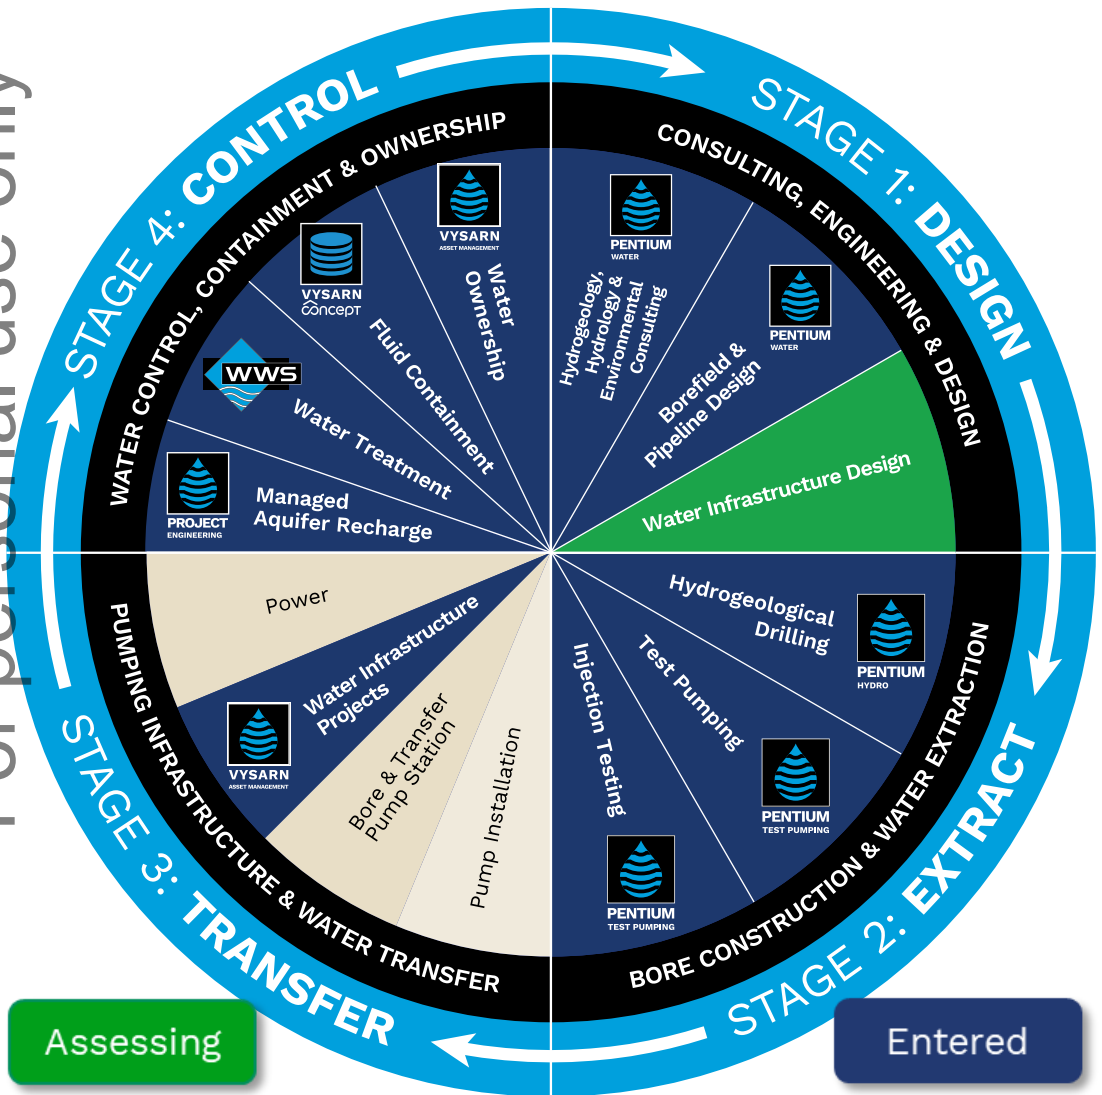 For personal use only
STAGE 1: DESIGN
CONSULTING, ENGINEERING & DESIGN
PENTIUM
WATER
Hydrogeology,
Hydrology &
Environmental
Consulting
PENTIUM
WATER
Borefield &
Pipeline Design
Water Infrastructure Design
STAGE 2: EXTRACT
BORE CONSTRUCTION & WATER EXTRACTION
Hydrogeological
Drilling
PENTIUM
HYDRO
Test Pumping
PENTIUM
TEST PUMPING
Injection Testing
PENTIUM
TEST PUMPING
STAGE 3: TRANSFER
PUMPING INFRASTRUCTURE & WATER TRANSFER
Pump Installation
Bore & Transfer
Pump Station
Water Infrastructure
Projects
VYSARN
ASSET MANAGEMENT
Power
STAGE 4: CONTROL
WATER CONTROL, CONTAINMENT & OWNERSHIP
PROJECT
ENGINEERING
Managed
Aquifer Recharge
WWS
Water Treatment
VYSARN
CONCEPT
Fluid Containment
VYSARN
ASSET MANAGEMENT
Water
Ownership
Assessing
Entered